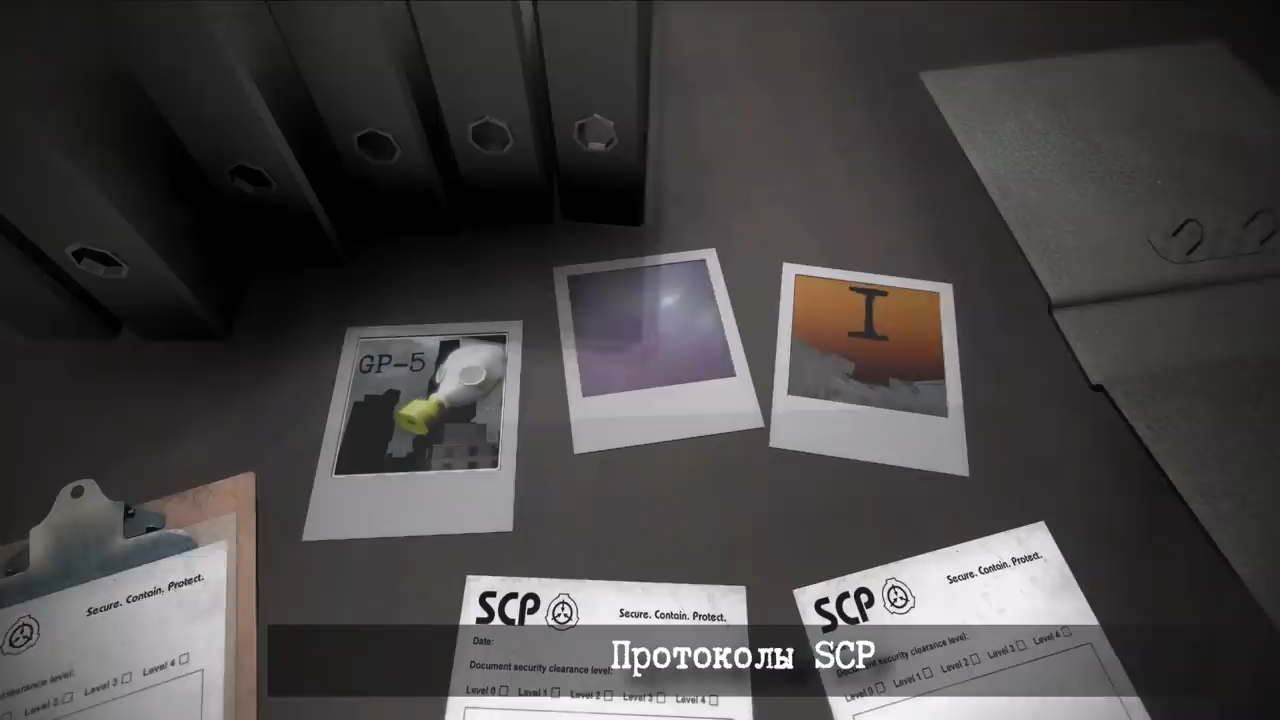 GP-5
I
Secure. Contain. Protect.
Level 3
Level 4
SCP
Secure. Contain. Protect.
Date:
Document security clearance level:
Level 0
Level 1
Level 2
Level 3
Level 4
SCP
Secure. Contain. Protect.
Document security clearance level:
Level 0
Level 1
Level 2
Level 3
Level 4
Протоколы SCP